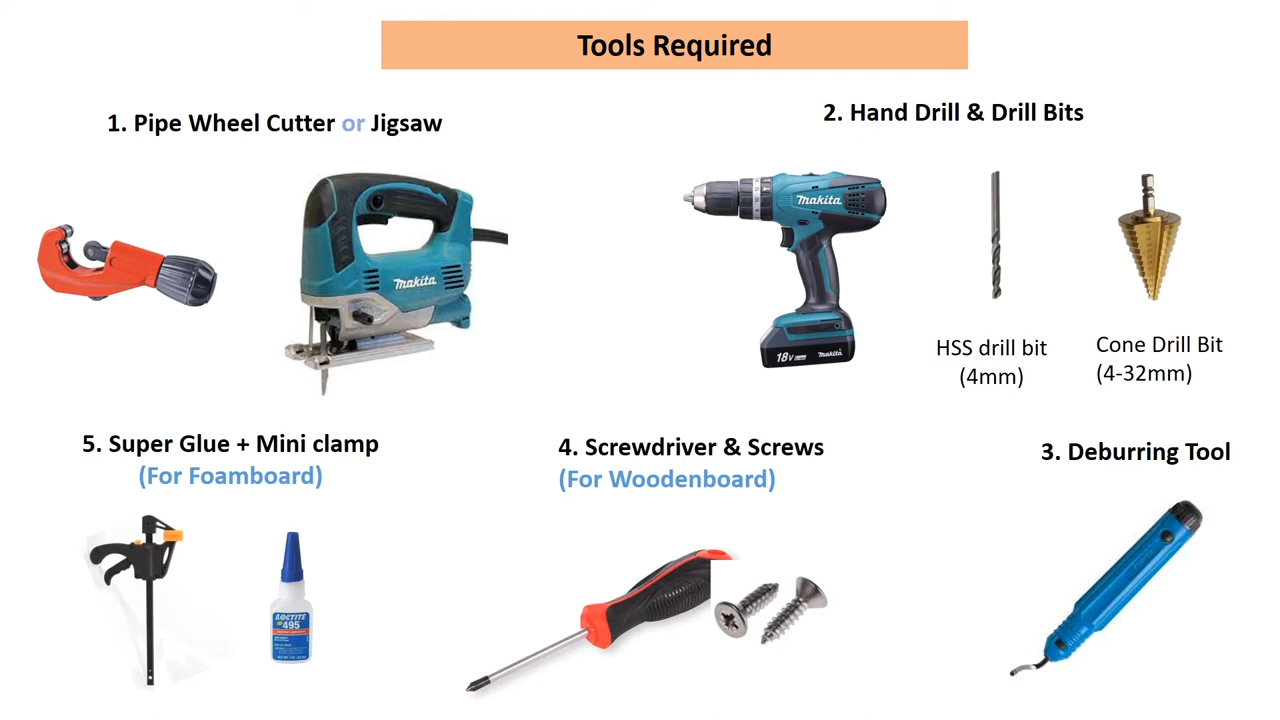 Tools Required
1. Pipe Wheel Cutter or Jigsaw
2. Hand Drill & Drill Bits
makita
makita
18V
makita
HSS drill bit
(4mm)
Cone Drill Bit
(4-32mm)
5. Super Glue + Mini clamp
(For Foamboard)
4. Screwdriver & Screws
(For Woodenboard)
3. Deburring Tool
LOCTITE
495